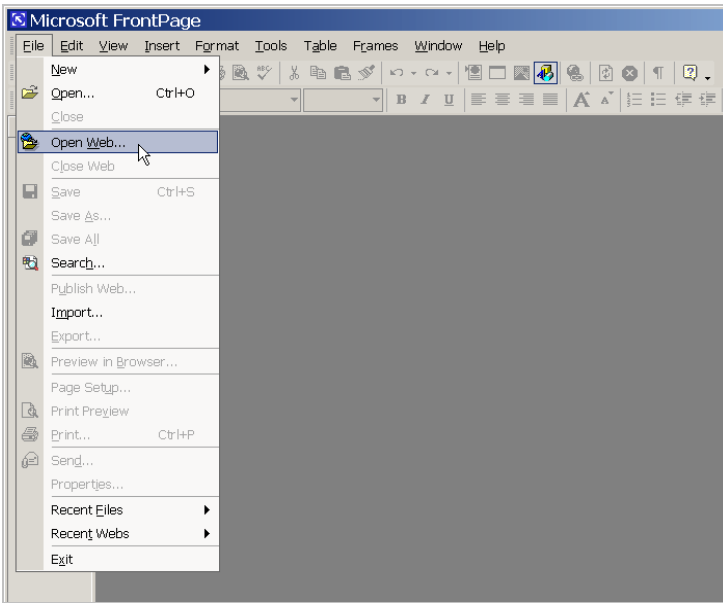 Microsoft FrontPage
File Edit View Insert Format Tools Table Frames Window Help
New
Open... Ctrl+O
Close
B I U A A
Open Web...
Close Web
Save Ctrl+S
Save As...
Save All
Search...
Publish Web...
Import...
Export...
Preview in Browser...
Page Setup...
Print Preview
Print... Ctrl+P
Send...
Properties...
Recent Files
Recent Webs
Exit